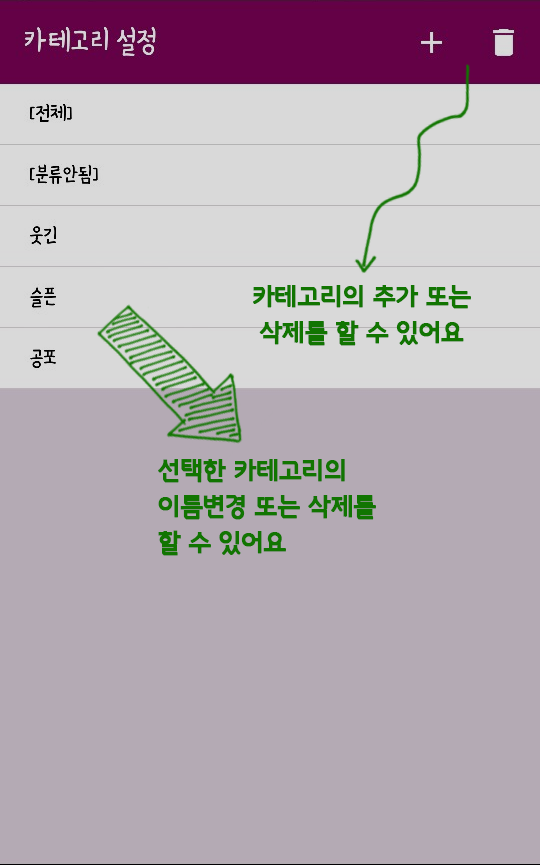 카테고리 설정
[전체]
[분류안됨]
웃긴
슬픈
공포
카테고리의 추가 또는
삭제를 할 수 있어요
선택한 카테고리의
이름변경 또는 삭제를
할 수 있어요